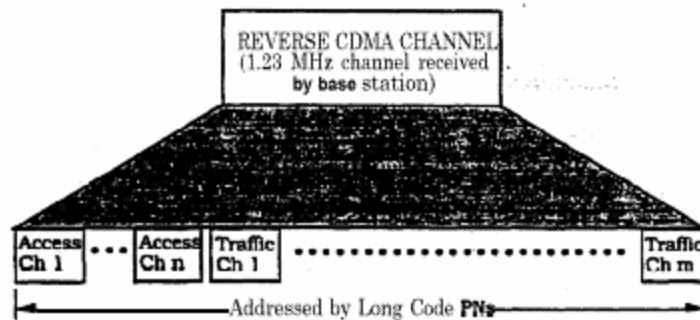 REVERSE CDMA CHANNEL
(1.23 MHz channel received
by base station)
Access
Ch 1
Access
Ch n
Traffic
Ch 1
Traffic
Ch m
Addressed by Long Code PNs